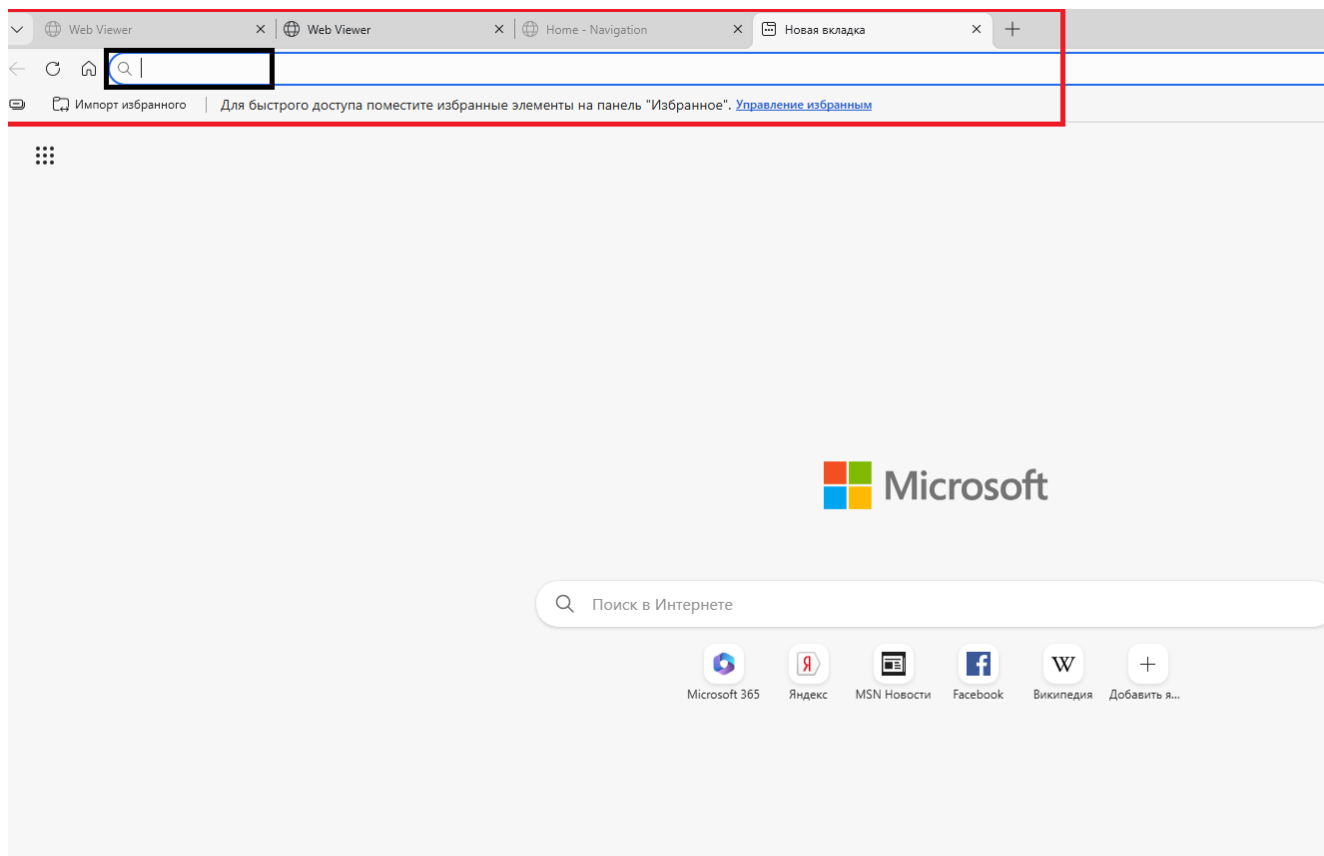 Web Viewer Web Viewer Home - Navigation Новая вкладка
Импорт избранного Для быстрого доступа поместите избранные элементы на панель "Избранное". Управление избранным
Microsoft
Поиск в Интернете
Microsoft 365 Яндекс MSN Новости Facebook Википедия Добавить я...